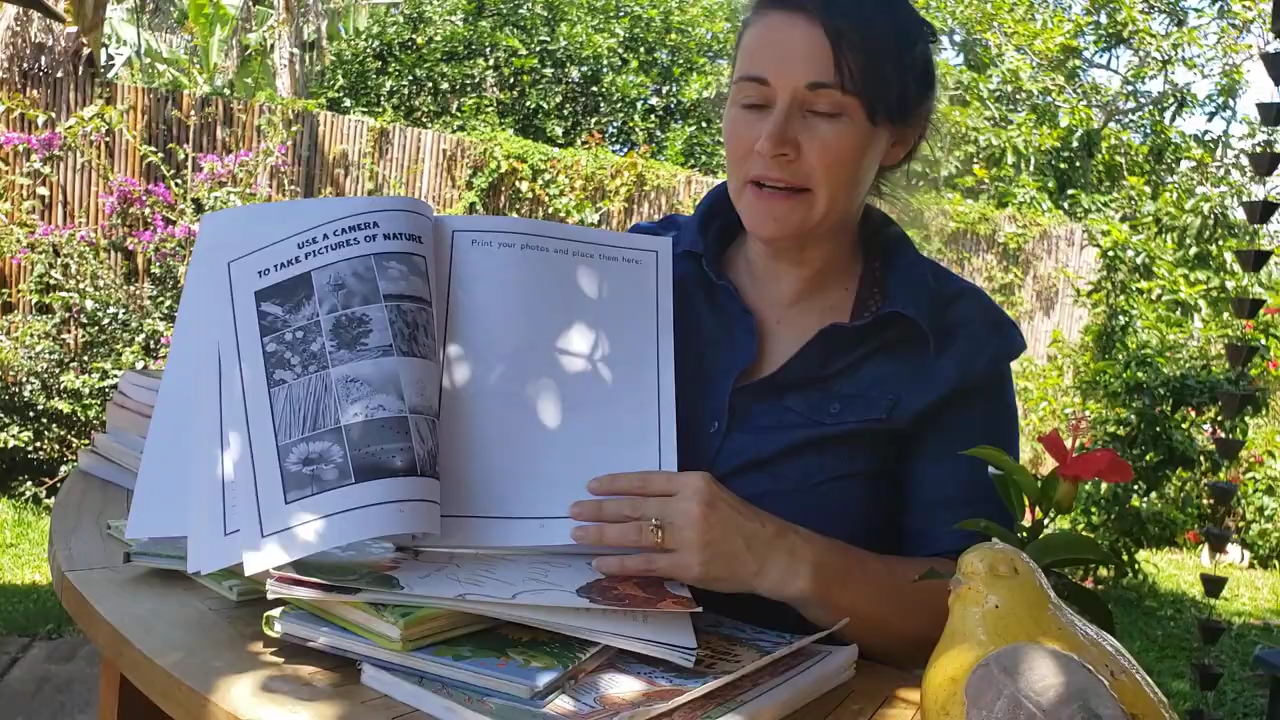 USE A CAMERA
TO TAKE PICTURES OF NATURE
Print your photos and place them here: